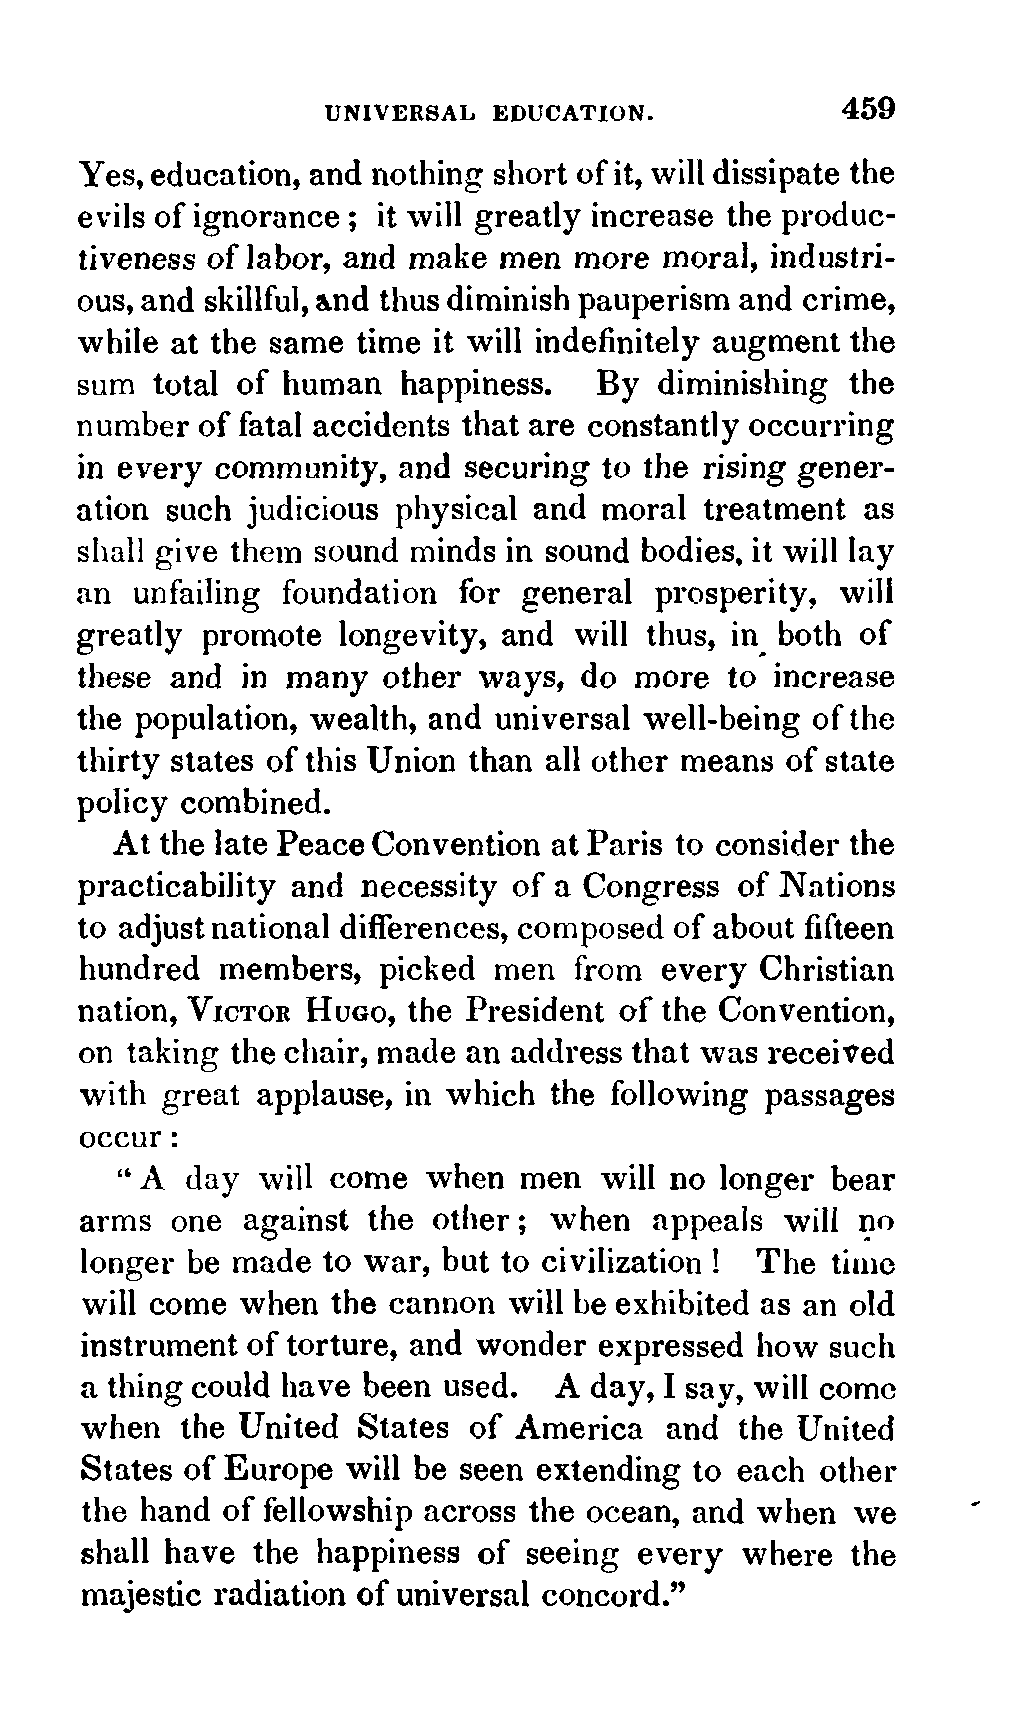 UNIVERSAL EDUCATION. 459
Yes, education, and nothing short of it, will dissipate the
evils of ignorance ; it will greatly increase the produc-
tiveness of labor, and make men more moral, industri-
ous, and skillful, and thus diminish pauperism and crime,
while at the same time it will indefinitely augment the
sum total of human happiness. By diminishing the
number of fatal accidents that are constantly occurring
in every community, and securing to the rising gener-
ation such judicious physical and moral treatment as
shall give them sound minds in sound bodies, it will lay
an unfailing foundation for general prosperity, will
greatly promote longevity, and will thus, in both of
these and in many other ways, do more to increase
the population, wealth, and universal well-being of the
thirty states of this Union than all other means of state
policy combined.
At the late Peace Convention at Paris to consider the
practicability and necessity of a Congress of Nations
to adjust national differences, composed of about fifteen
hundred members, picked men from every Christian
nation, VICTOR HUGO, the President of the Convention,
on taking the chair, made an address that was received
with great applause, in which the following passages
occur :
“ A day will come when men will no longer bear
arms one against the other ; when appeals will no
longer be made to war, but to civilization ! The time
will come when the cannon will be exhibited as an old
instrument of torture, and wonder expressed how such
a thing could have been used. A day, I say, will come
when the United States of America and the United
States of Europe will be seen extending to each other
the hand of fellowship across the ocean, and when we
shall have the happiness of seeing every where the
majestic radiation of universal concord.”